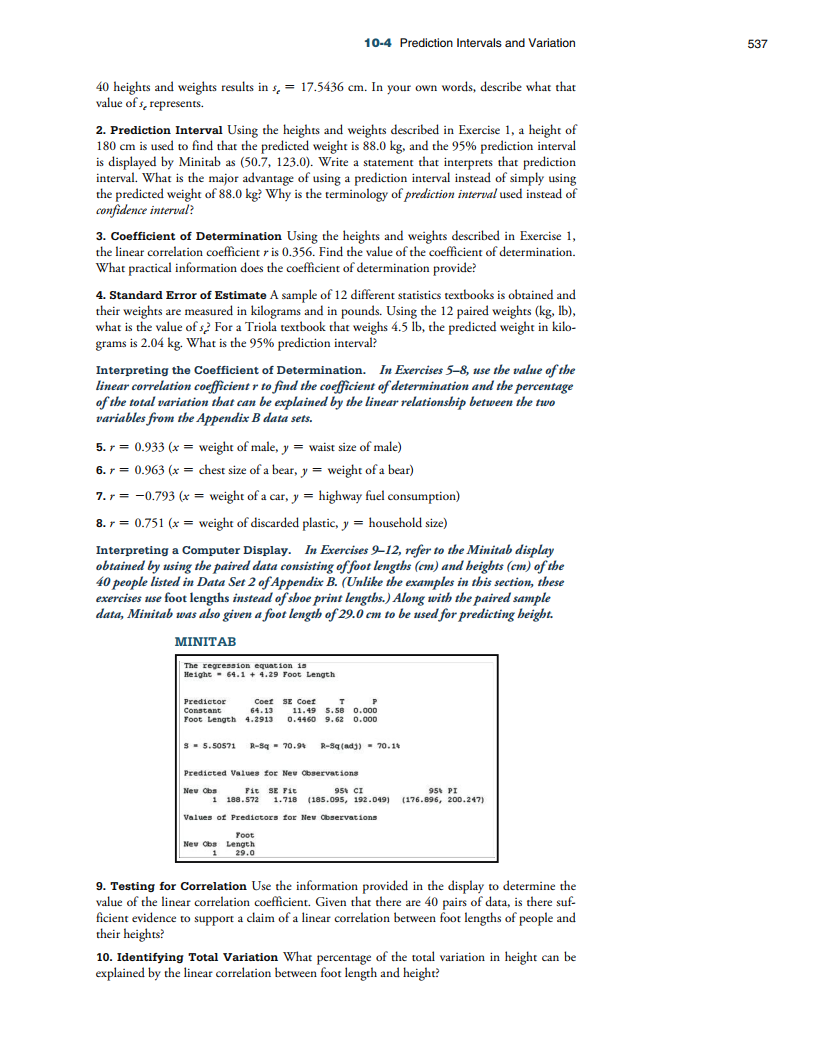 10-4 Prediction Intervals and Variation 537
40 heights and weights results in sₑ = 17.5436 cm. In your own words, describe what that
value of sₑ represents.
2. Prediction Interval Using the heights and weights described in Exercise 1, a height of
180 cm is used to find that the predicted weight is 88.0 kg, and the 95% prediction interval
is displayed by Minitab as (50.7, 123.0). Write a statement that interprets that prediction
interval. What is the major advantage of using a prediction interval instead of simply using
the predicted weight of 88.0 kg? Why is the terminology of prediction interval used instead of
confidence interval?
3. Coefficient of Determination Using the heights and weights described in Exercise 1,
the linear correlation coefficient r is 0.356. Find the value of the coefficient of determination.
What practical information does the coefficient of determination provide?
4. Standard Error of Estimate A sample of 12 different statistics textbooks is obtained and
their weights are measured in kilograms and in pounds. Using the 12 paired weights (kg, lb),
what is the value of sₑ? For a Triola textbook that weighs 4.5 lb, the predicted weight in kilo-
grams is 2.04 kg. What is the 95% prediction interval?
Interpreting the Coefficient of Determination. In Exercises 5–8, use the value of the
linear correlation coefficient r to find the coefficient of determination and the percentage
of the total variation that can be explained by the linear relationship between the two
variables from the Appendix B data sets.
5. r = 0.933 (x = weight of male, y = waist size of male)
6. r = 0.963 (x = chest size of a bear, y = weight of a bear)
7. r = −0.793 (x = weight of a car, y = highway fuel consumption)
8. r = 0.751 (x = weight of discarded plastic, y = household size)
Interpreting a Computer Display. In Exercises 9–12, refer to the Minitab display
obtained by using the paired data consisting of foot lengths (cm) and heights (cm) of the
40 people listed in Data Set 2 of Appendix B. (Unlike the examples in this section, these
exercises use foot lengths instead of shoe print lengths.) Along with the paired sample
data, Minitab was also given a foot length of 29.0 cm to be used for predicting height.
MINITAB
The regression equation is
Height = 64.1 + 4.29 Foot Length
Predictor Coef SE Coef T P
Constant 64.13 11.49 5.58 0.000
Foot Length 4.2913 0.4460 9.62 0.000
S = 5.50571 R-Sq = 70.9% R-Sq(adj) = 70.1%
Predicted Values for New Observations
New Obs Fit SE Fit 95% CI 95% PI
1 188.572 1.718 (185.095, 192.049) (176.896, 200.247)
Values of Predictors for New Observations
Foot
New Obs Length
1 29.0
9. Testing for Correlation Use the information provided in the display to determine the
value of the linear correlation coefficient. Given that there are 40 pairs of data, is there suf-
ficient evidence to support a claim of a linear correlation between foot lengths of people and
their heights?
10. Identifying Total Variation What percentage of the total variation in height can be
explained by the linear correlation between foot length and height?